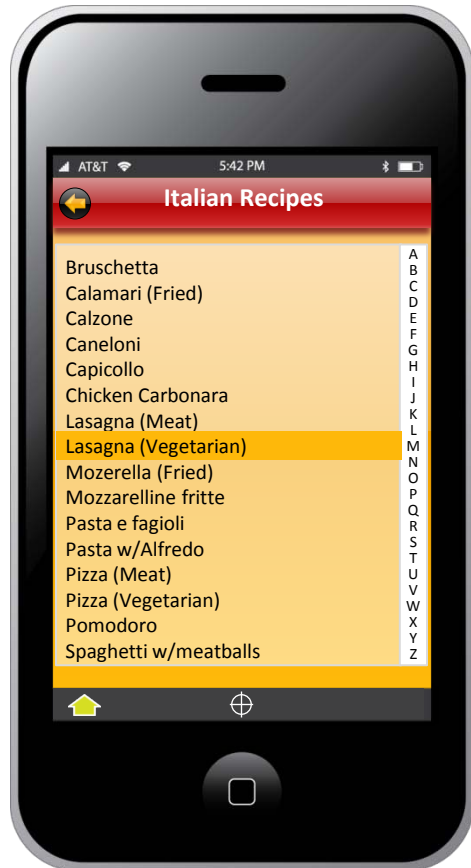 AT&T 5:42 PM
Italian Recipes
Bruschetta
Calamari (Fried)
Calzone
Caneloni
Capicollo
Chicken Carbonara
Lasagna (Meat)
Lasagna (Vegetarian)
Mozerella (Fried)
Mozzarelline fritte
Pasta e fagioli
Pasta w/Alfredo
Pizza (Meat)
Pizza (Vegetarian)
Pomodoro
Spaghetti w/meatballs
A
B
C
D
E
F
G
H
I
J
K
L
M
N
O
P
Q
R
S
T
U
V
W
X
Y
Z